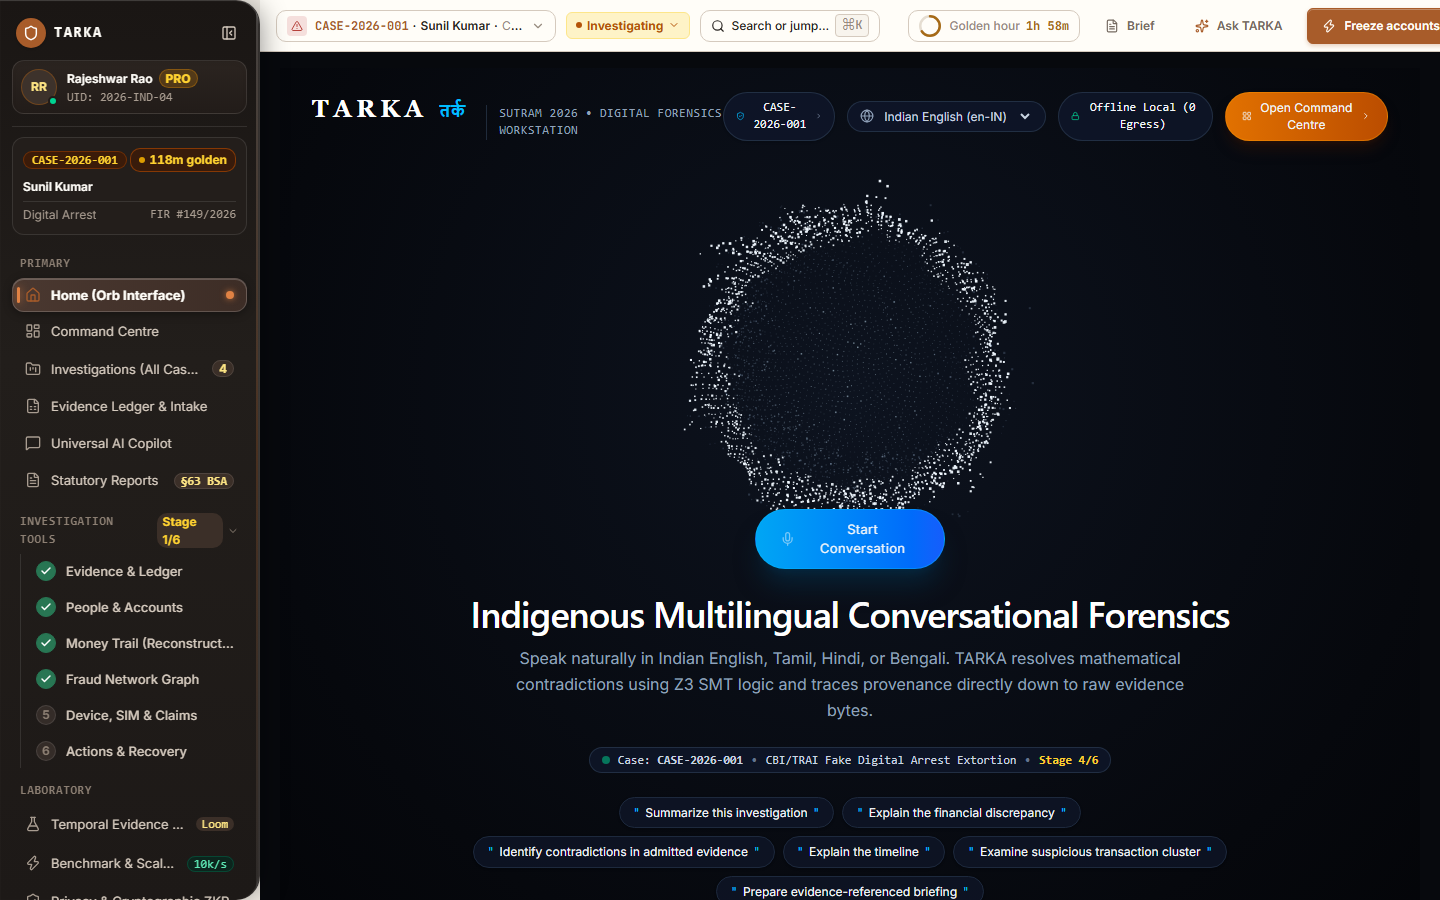 TARKA
RR
Rajeshwar Rao PRO
UID: 2026-IND-04
CASE-2026-001 118m golden
Sunil Kumar
Digital Arrest FIR #149/2026
PRIMARY
Home (Orb Interface)
Command Centre
Investigations (All Cas... 4
Evidence Ledger & Intake
Universal AI Copilot
Statutory Reports §63 BSA
INVESTIGATION TOOLS Stage 1/6
Evidence & Ledger
People & Accounts
Money Trail (Reconstruct...
Fraud Network Graph
5 Device, SIM & Claims
6 Actions & Recovery
LABORATORY
Temporal Evidence ... Loom
Benchmark & Scal... 10k/s
Privacy & Cryptographic ZKP
CASE-2026-001 · Sunil Kumar · C... Investigating Search or jump... ⌘K Golden hour 1h 58m Brief Ask TARKA Freeze accounts
TARKA तर्क
SUTRAM 2026 • DIGITAL FORENSICS
WORKSTATION
CASE-
2026-001
Indian English (en-IN)
Offline Local (0
Egress)
Open Command
Centre
Start
Conversation
Indigenous Multilingual Conversational Forensics
Speak naturally in Indian English, Tamil, Hindi, or Bengali. TARKA resolves mathematical
contradictions using Z3 SMT logic and traces provenance directly down to raw evidence
bytes.
Case: CASE-2026-001 • CBI/TRAI Fake Digital Arrest Extortion • Stage 4/6
" Summarize this investigation " " Explain the financial discrepancy "
" Identify contradictions in admitted evidence " " Explain the timeline " " Examine suspicious transaction cluster "
" Prepare evidence-referenced briefing "